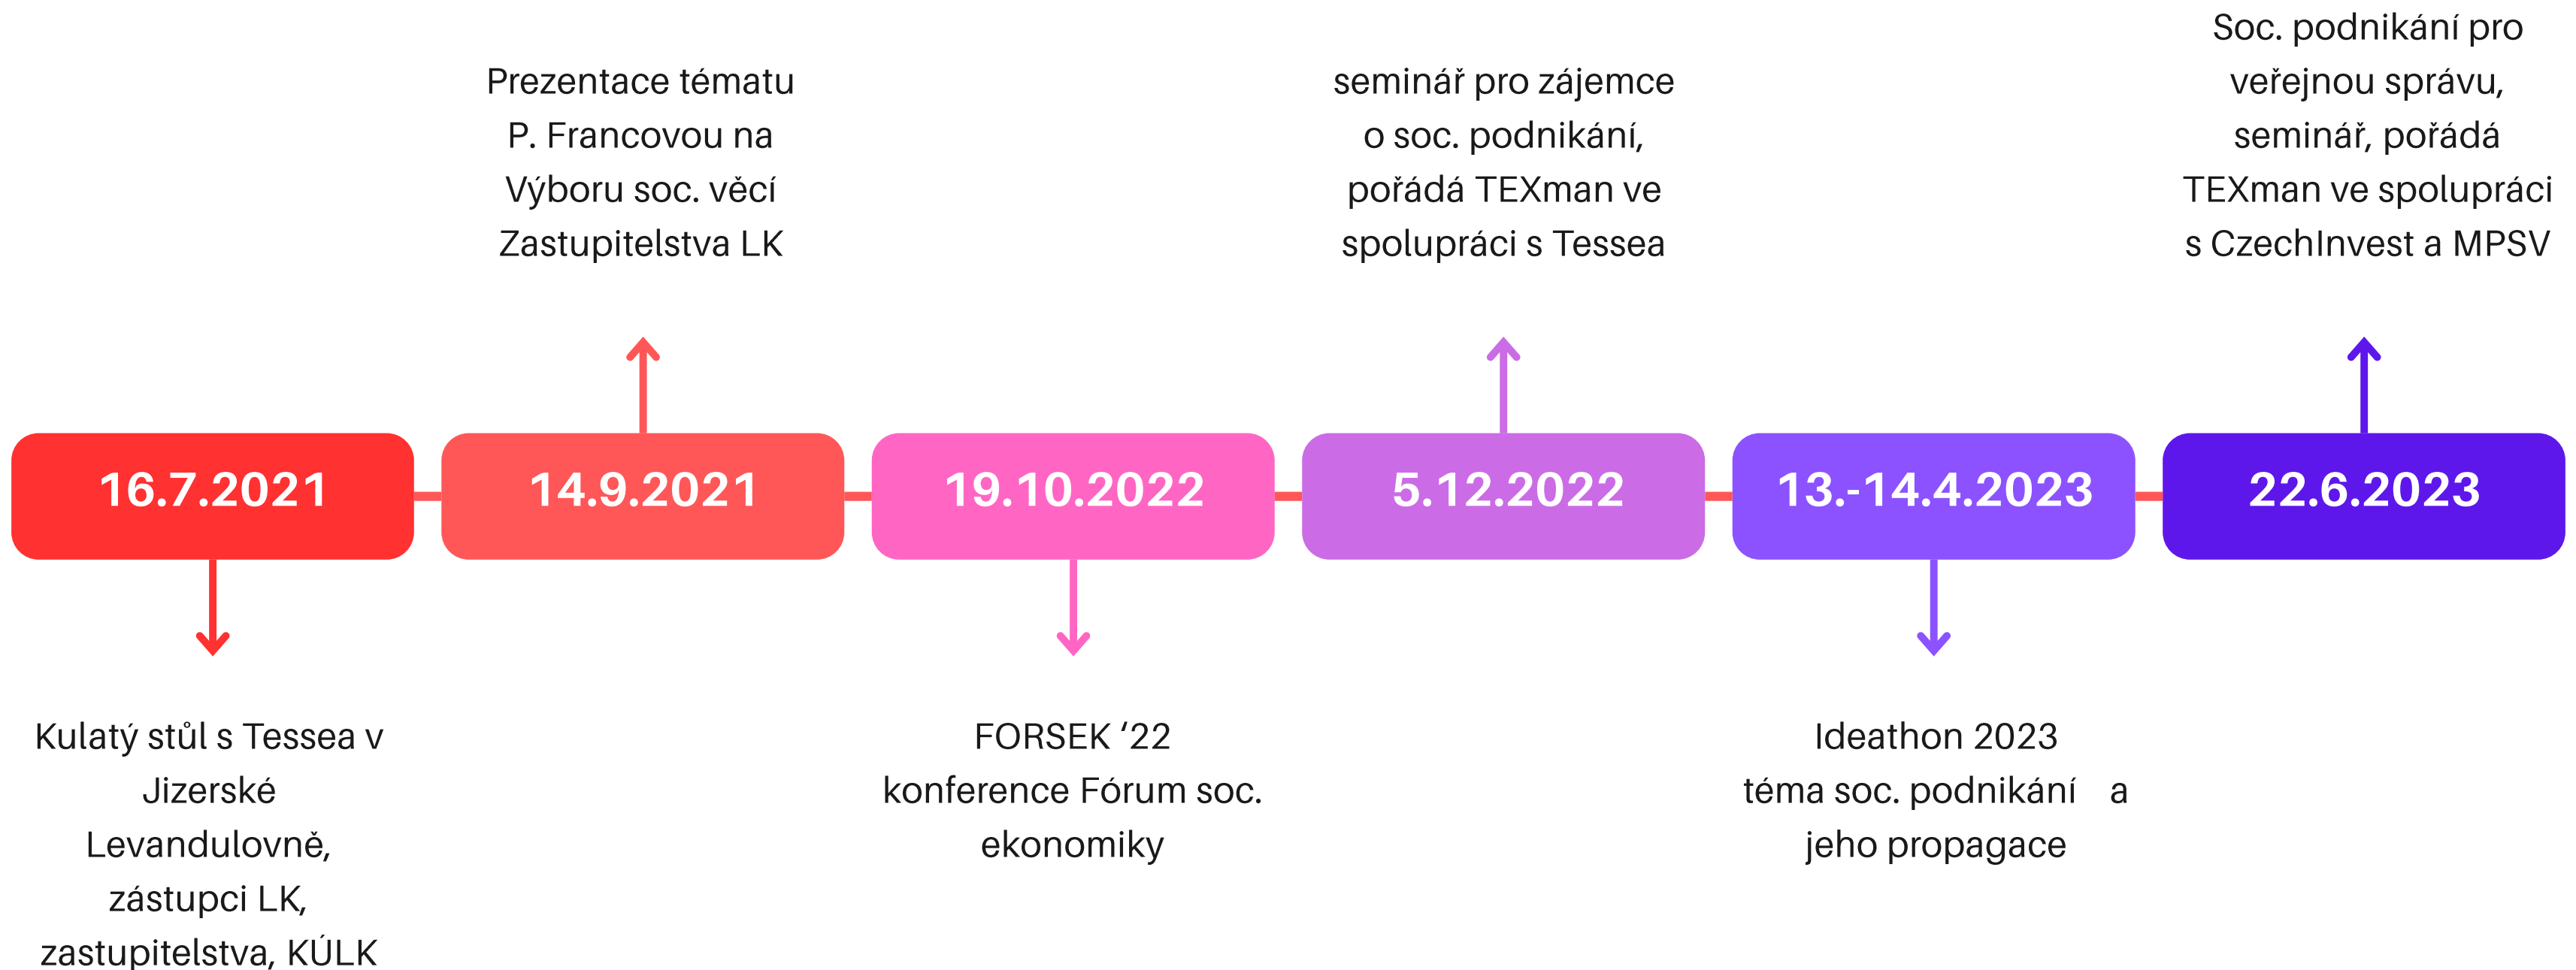 Soc. podnikání pro
veřejnou správu,
seminář, pořádá
TEXman ve spolupráci
s CzechInvest a MPSV
Prezentace tématu
P. Francovou na
Výboru soc. věcí
Zastupitelstva LK
seminář pro zájemce
o soc. podnikání,
pořádá TEXman ve
spolupráci s Tessea
16.7.2021
14.9.2021
19.10.2022
5.12.2022
13.-14.4.2023
22.6.2023
Kulatý stůl s Tessea v
Jizerské
Levandulovně,
zástupci LK,
zastupitelstva, KÚLK
FORSEK ‘22
konference Fórum soc.
ekonomiky
Ideathon 2023
téma soc. podnikání a
jeho propagace